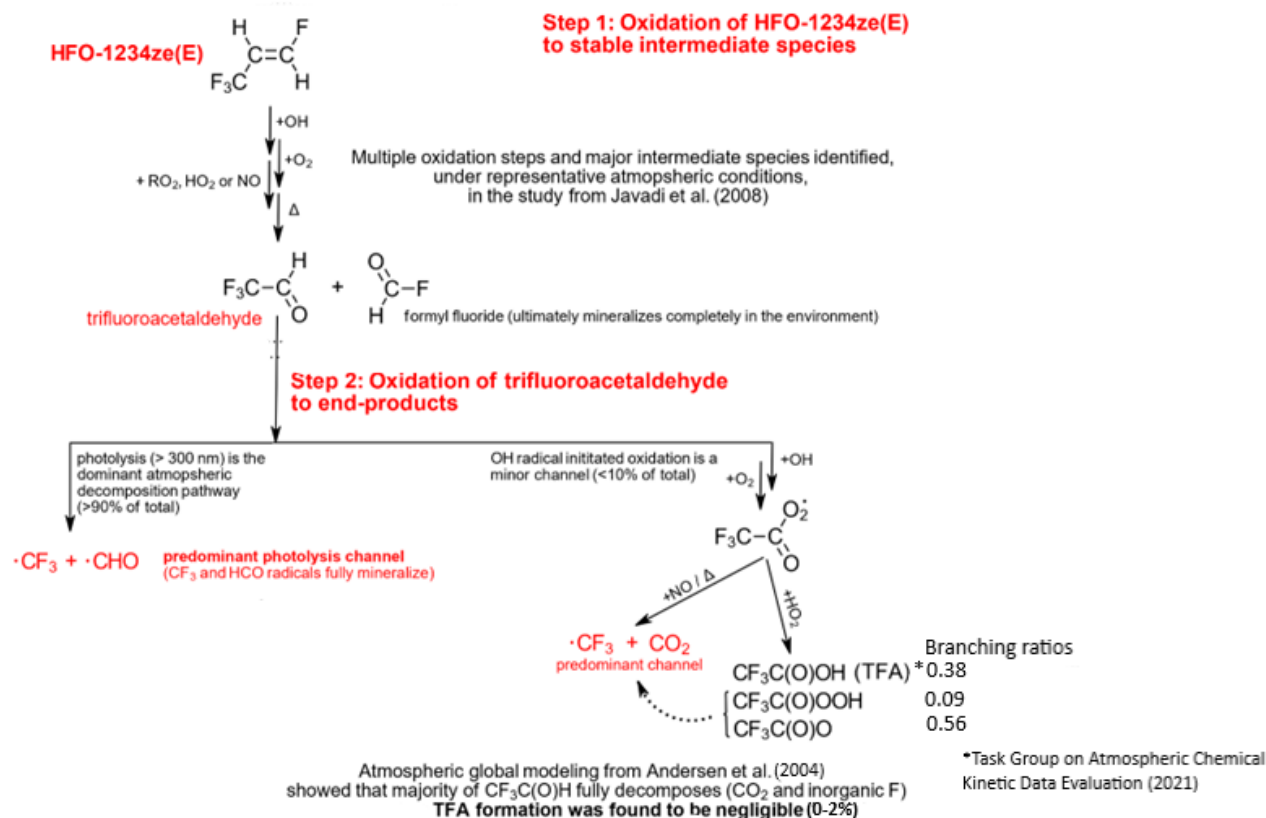 Step 1: Oxidation of HFO-1234ze(E)
to stable intermediate species
HFO-1234ze(E)
H
F
C=C
F₃C
H
+OH
+O₂
+ RO₂, HO₂ or NO
Δ
Multiple oxidation steps and major intermediate species identified,
under representative atmopsheric conditions,
in the study from Javadi et al. (2008)
H
F₃C–C
O
+
O
C–F
H
trifluoroacetaldehyde
formyl fluoride (ultimately mineralizes completely in the environment)
Step 2: Oxidation of trifluoroacetaldehyde
to end-products
photolysis (> 300 nm) is the
dominant atmopsheric
decomposition pathway
(>90% of total)
OH radical inititated oxidation is a
minor channel (<10% of total)
+OH
+O₂
·CF₃ + ·CHO
predominant photolysis channel
(CF₃ and HCO radicals fully mineralize)
O₂·
F₃C–C
O
+NO / Δ
+HO₂
·CF₃ + CO₂
predominant channel
Branching ratios
CF₃C(O)OH (TFA) *0.38
CF₃C(O)OOH 0.09
CF₃C(O)O 0.56
*Task Group on Atmospheric Chemical
Kinetic Data Evaluation (2021)
Atmospheric global modeling from Andersen et al. (2004)
showed that majority of CF₃C(O)H fully decomposes (CO₂ and inorganic F)
TFA formation was found to be negligible (0-2%)